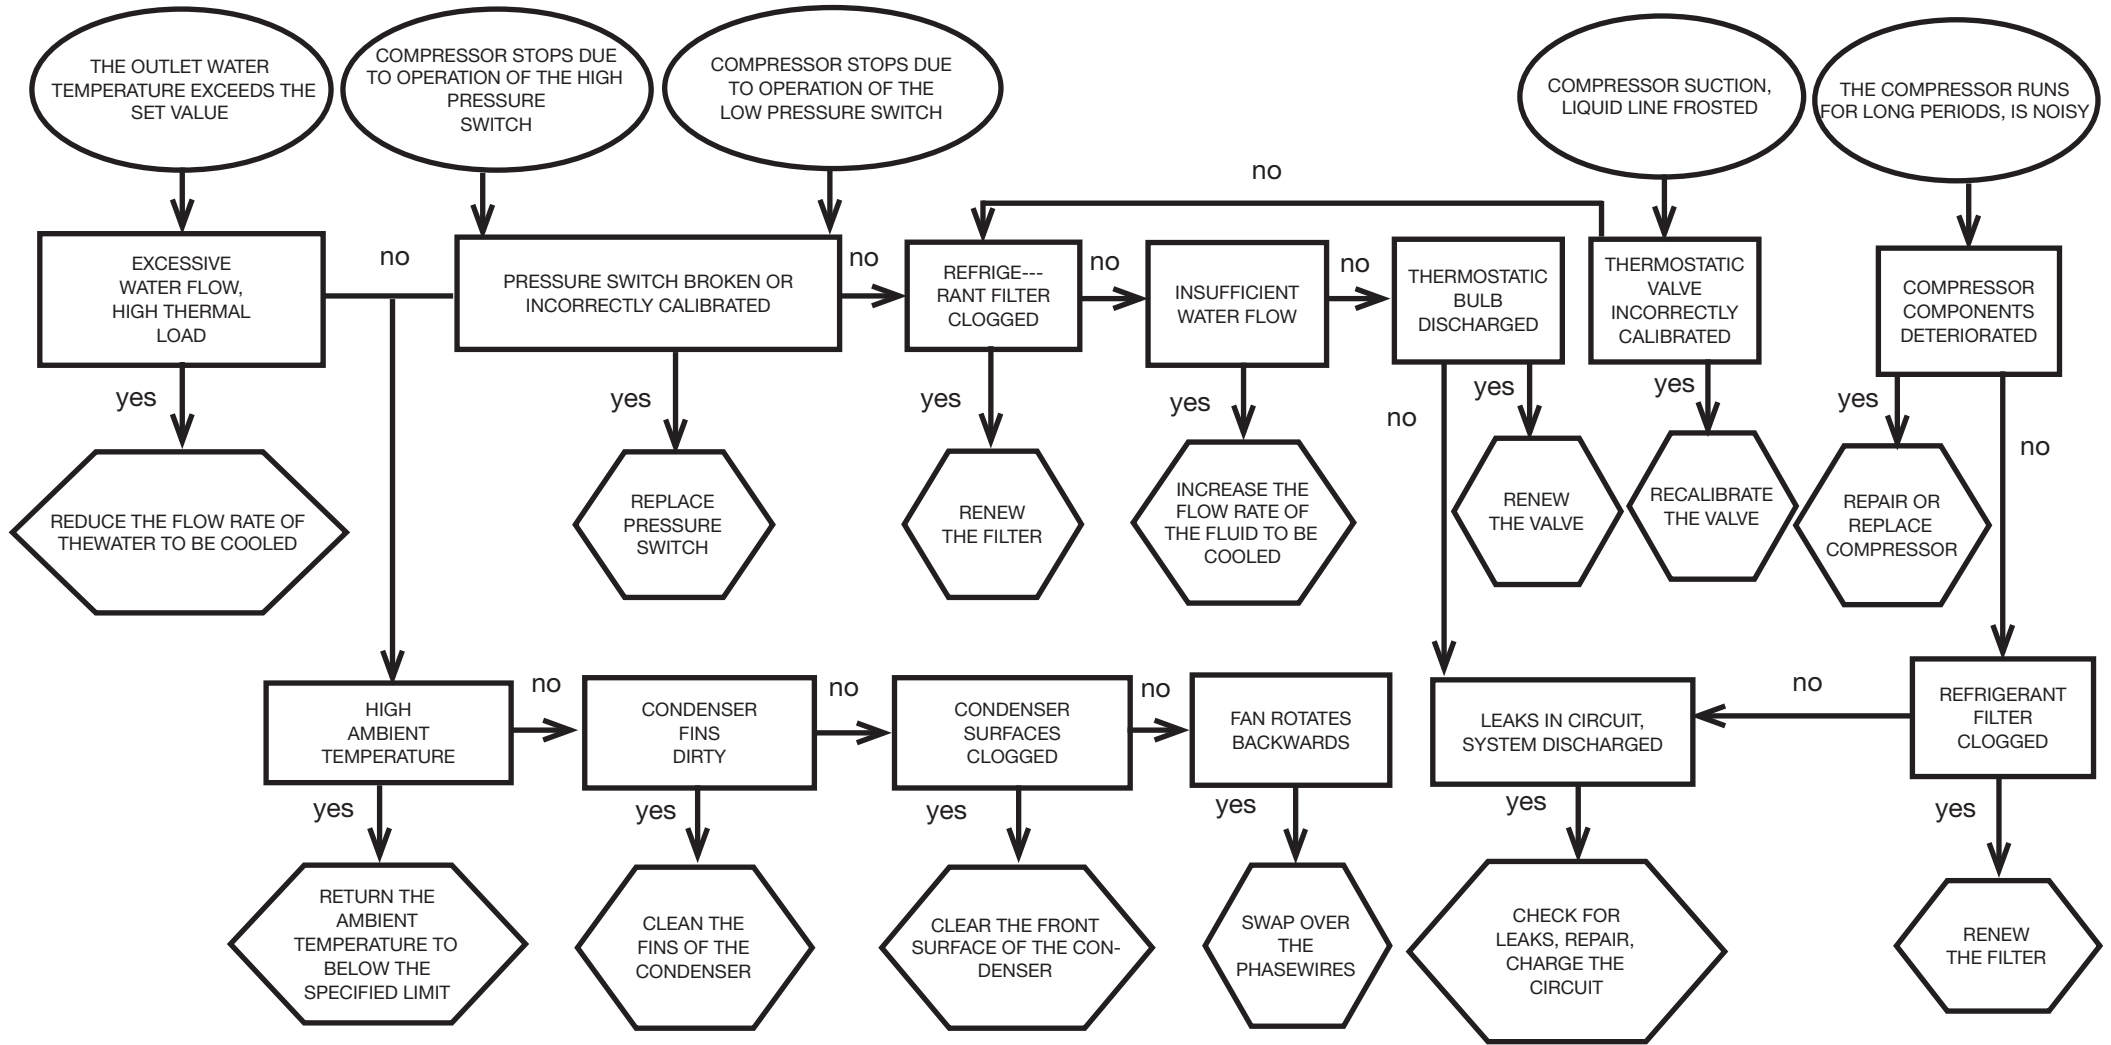 THE OUTLET WATER
TEMPERATURE EXCEEDS THE
SET VALUE
COMPRESSOR STOPS DUE
TO OPERATION OF THE HIGH
PRESSURE
SWITCH
COMPRESSOR STOPS DUE
TO OPERATION OF THE
LOW PRESSURE SWITCH
COMPRESSOR SUCTION,
LIQUID LINE FROSTED
THE COMPRESSOR RUNS
FOR LONG PERIODS, IS NOISY
no
EXCESSIVE
WATER FLOW,
HIGH THERMAL
LOAD
no
PRESSURE SWITCH BROKEN OR
INCORRECTLY CALIBRATED
no
REFRIGE---
RANT FILTER
CLOGGED
no
INSUFFICIENT
WATER FLOW
no
THERMOSTATIC
BULB
DISCHARGED
THERMOSTATIC
VALVE
INCORRECTLY
CALIBRATED
COMPRESSOR
COMPONENTS
DETERIORATED
yes
yes
yes
yes
no
yes
yes
yes
no
REDUCE THE FLOW RATE OF
THEWATER TO BE COOLED
REPLACE
PRESSURE
SWITCH
RENEW
THE FILTER
INCREASE THE
FLOW RATE OF
THE FLUID TO BE
COOLED
RENEW
THE VALVE
RECALIBRATE
THE VALVE
REPAIR OR
REPLACE
COMPRESSOR
HIGH
AMBIENT
TEMPERATURE
no
CONDENSER
FINS
DIRTY
no
CONDENSER
SURFACES
CLOGGED
no
FAN ROTATES
BACKWARDS
LEAKS IN CIRCUIT,
SYSTEM DISCHARGED
no
REFRIGERANT
FILTER
CLOGGED
yes
yes
yes
yes
yes
yes
RETURN THE
AMBIENT
TEMPERATURE TO
BELOW THE
SPECIFIED LIMIT
CLEAN THE
FINS OF THE
CONDENSER
CLEAR THE FRONT
SURFACE OF THE CON-
DENSER
SWAP OVER
THE
PHASEWIRES
CHECK FOR
LEAKS, REPAIR,
CHARGE THE
CIRCUIT
RENEW
THE FILTER